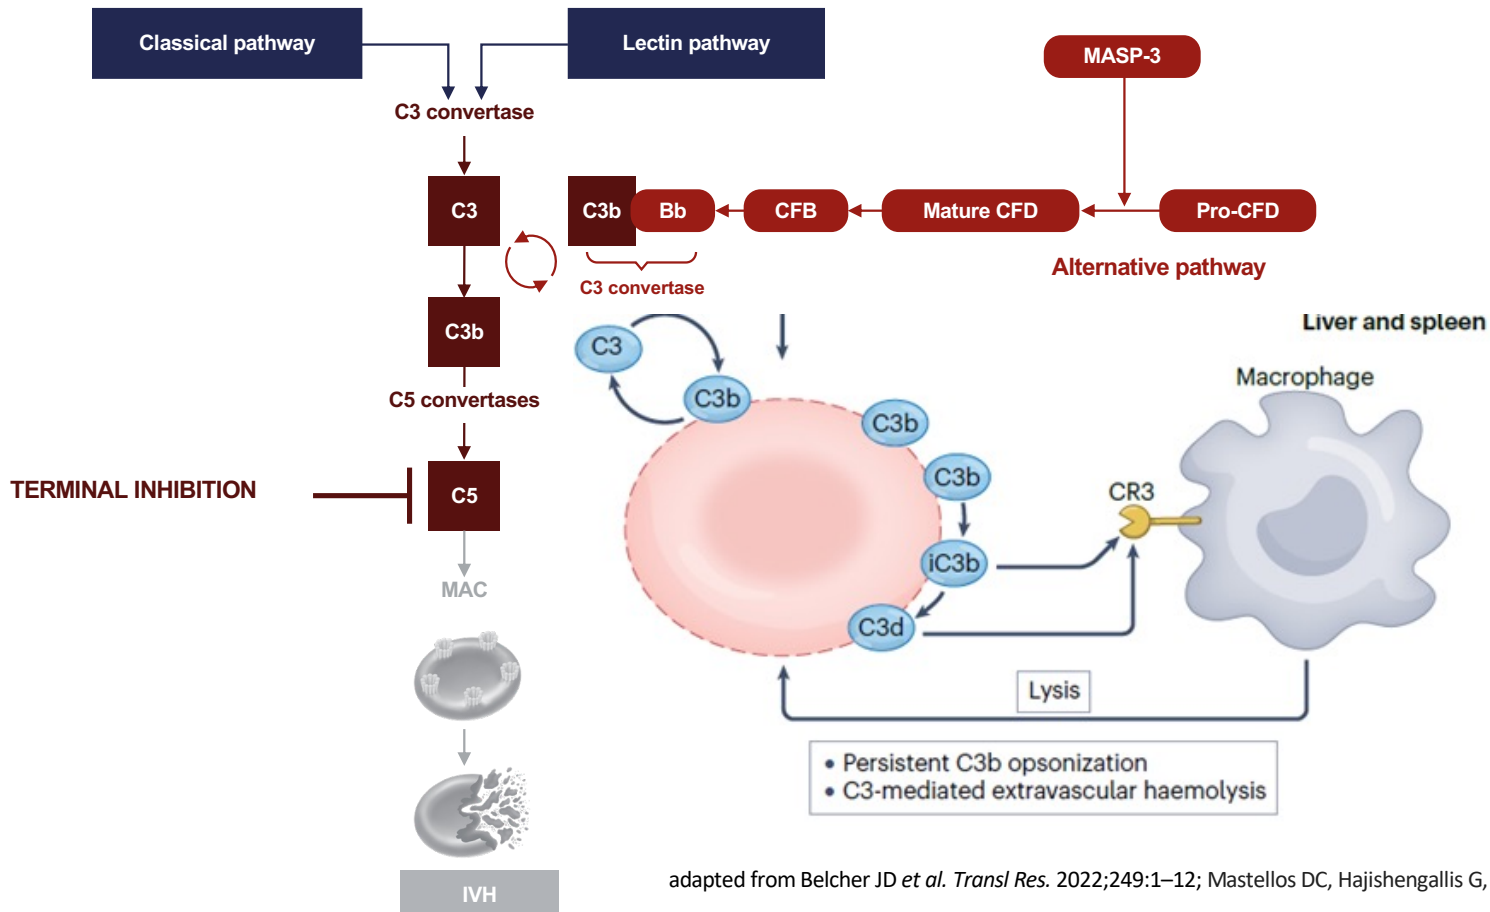 Classical pathway
Lectin pathway
MASP-3
C3 convertase
C3
C3b
Bb
CFB
Mature CFD
Pro-CFD
Alternative pathway
C3 convertase
C3b
C5 convertases
TERMINAL INHIBITION
C5
MAC
IVH
Liver and spleen
Macrophage
C3
C3b
C3b
C3b
CR3
iC3b
C3d
Lysis
• Persistent C3b opsonization
• C3-mediated extravascular haemolysis
adapted from Belcher JD et al. Transl Res. 2022;249:1–12; Mastellos DC, Hajishengallis G,